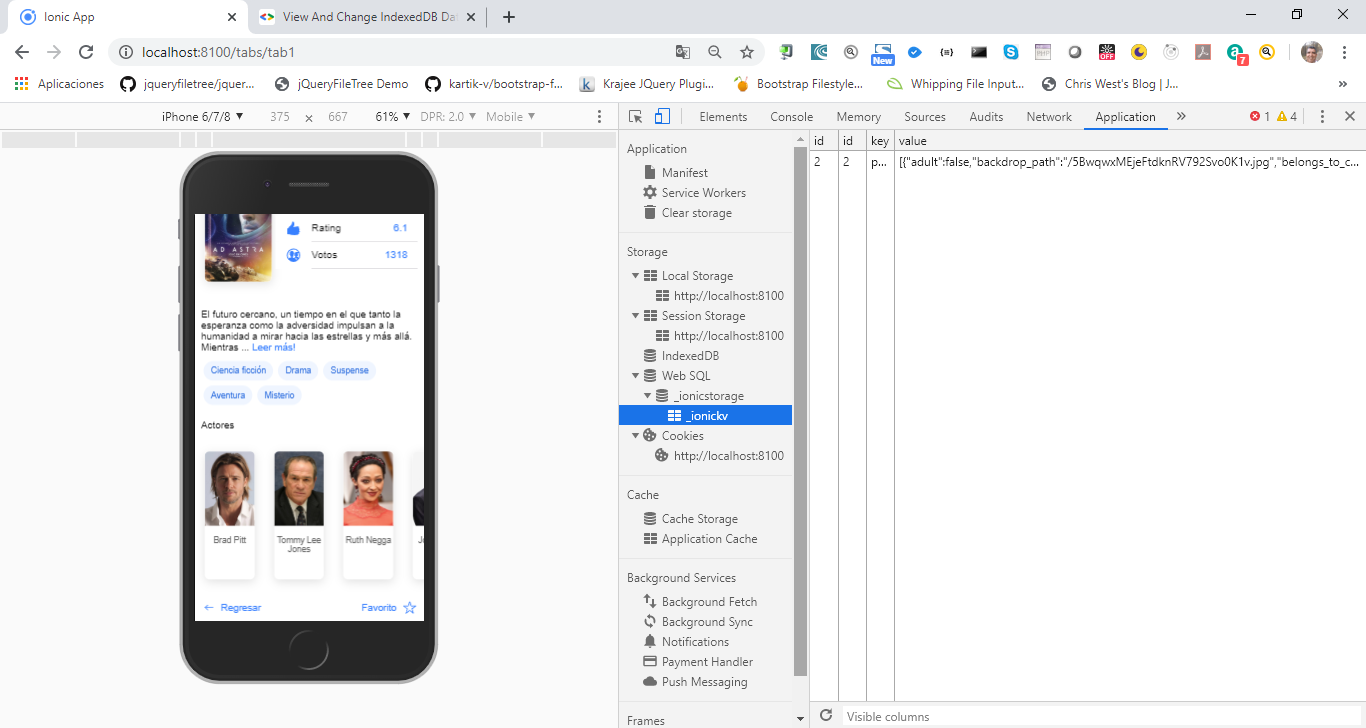 Ionic App
View And Change IndexedDB Da
localhost:8100/tabs/tab1
New
OFF
7
Aplicaciones
jqueryfiletree/jquer...
jQueryFileTree Demo
kartik-v/bootstrap-f...
Krajee JQuery Plugi...
Bootstrap Filestyle...
Whipping File Input...
Chris West's Blog | J...
»
iPhone 6/7/8 ▼ 375 × 667 61% ▼ DPR: 2.0 ▼ Mobile ▼
Elements
Console
Memory
Sources
Audits
Network
Application
»
1
4
AD ASTRA
Rating 6.1
Votos 1318
El futuro cercano, un tiempo en el que tanto la
esperanza como la adversidad impulsan a la
humanidad a mirar hacia las estrellas y más allá.
Mientras ... Leer más!
Ciencia ficción
Drama
Suspense
Aventura
Misterio
Actores
Brad Pitt
Tommy Lee
Jones
Ruth Negga
Regresar
Favorito
Application
Manifest
Service Workers
Clear storage
Storage
Local Storage
http://localhost:8100
Session Storage
http://localhost:8100
IndexedDB
Web SQL
_ionicstorage
_ionickv
Cookies
http://localhost:8100
Cache
Cache Storage
Application Cache
Background Services
Background Fetch
Background Sync
Notifications
Payment Handler
Push Messaging
Frames
id id key value
2 2 p... [{"adult":false,"backdrop_path":"/5BwqwxMEjeFtdknRV792Svo0K1v.jpg","belongs_to_c...
Visible columns